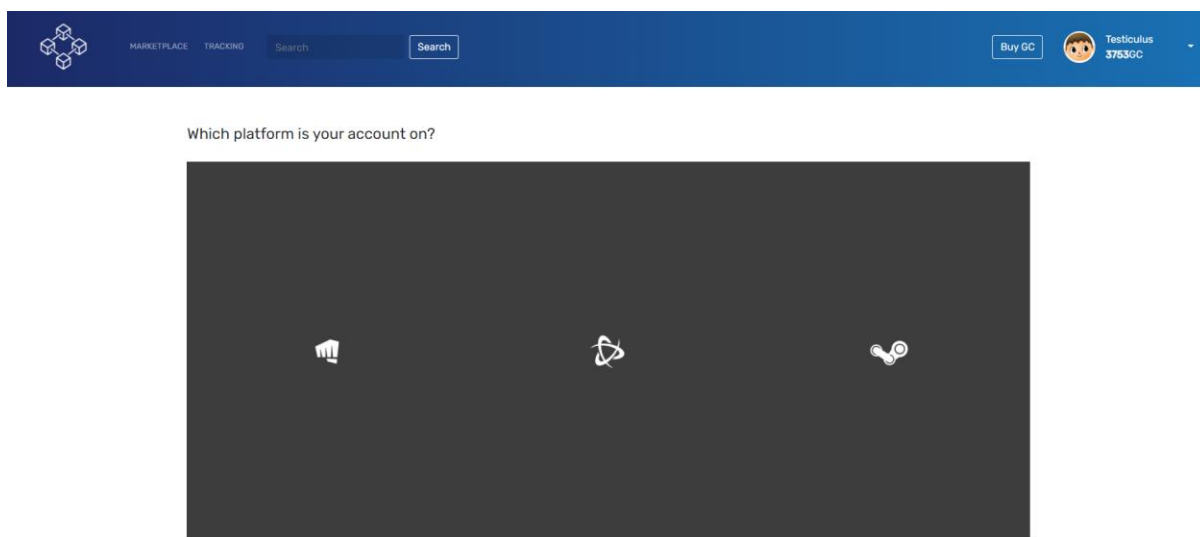 MARKETPLACE TRACKING Search Search Buy GC Testiculus
3753GC
Which platform is your account on?